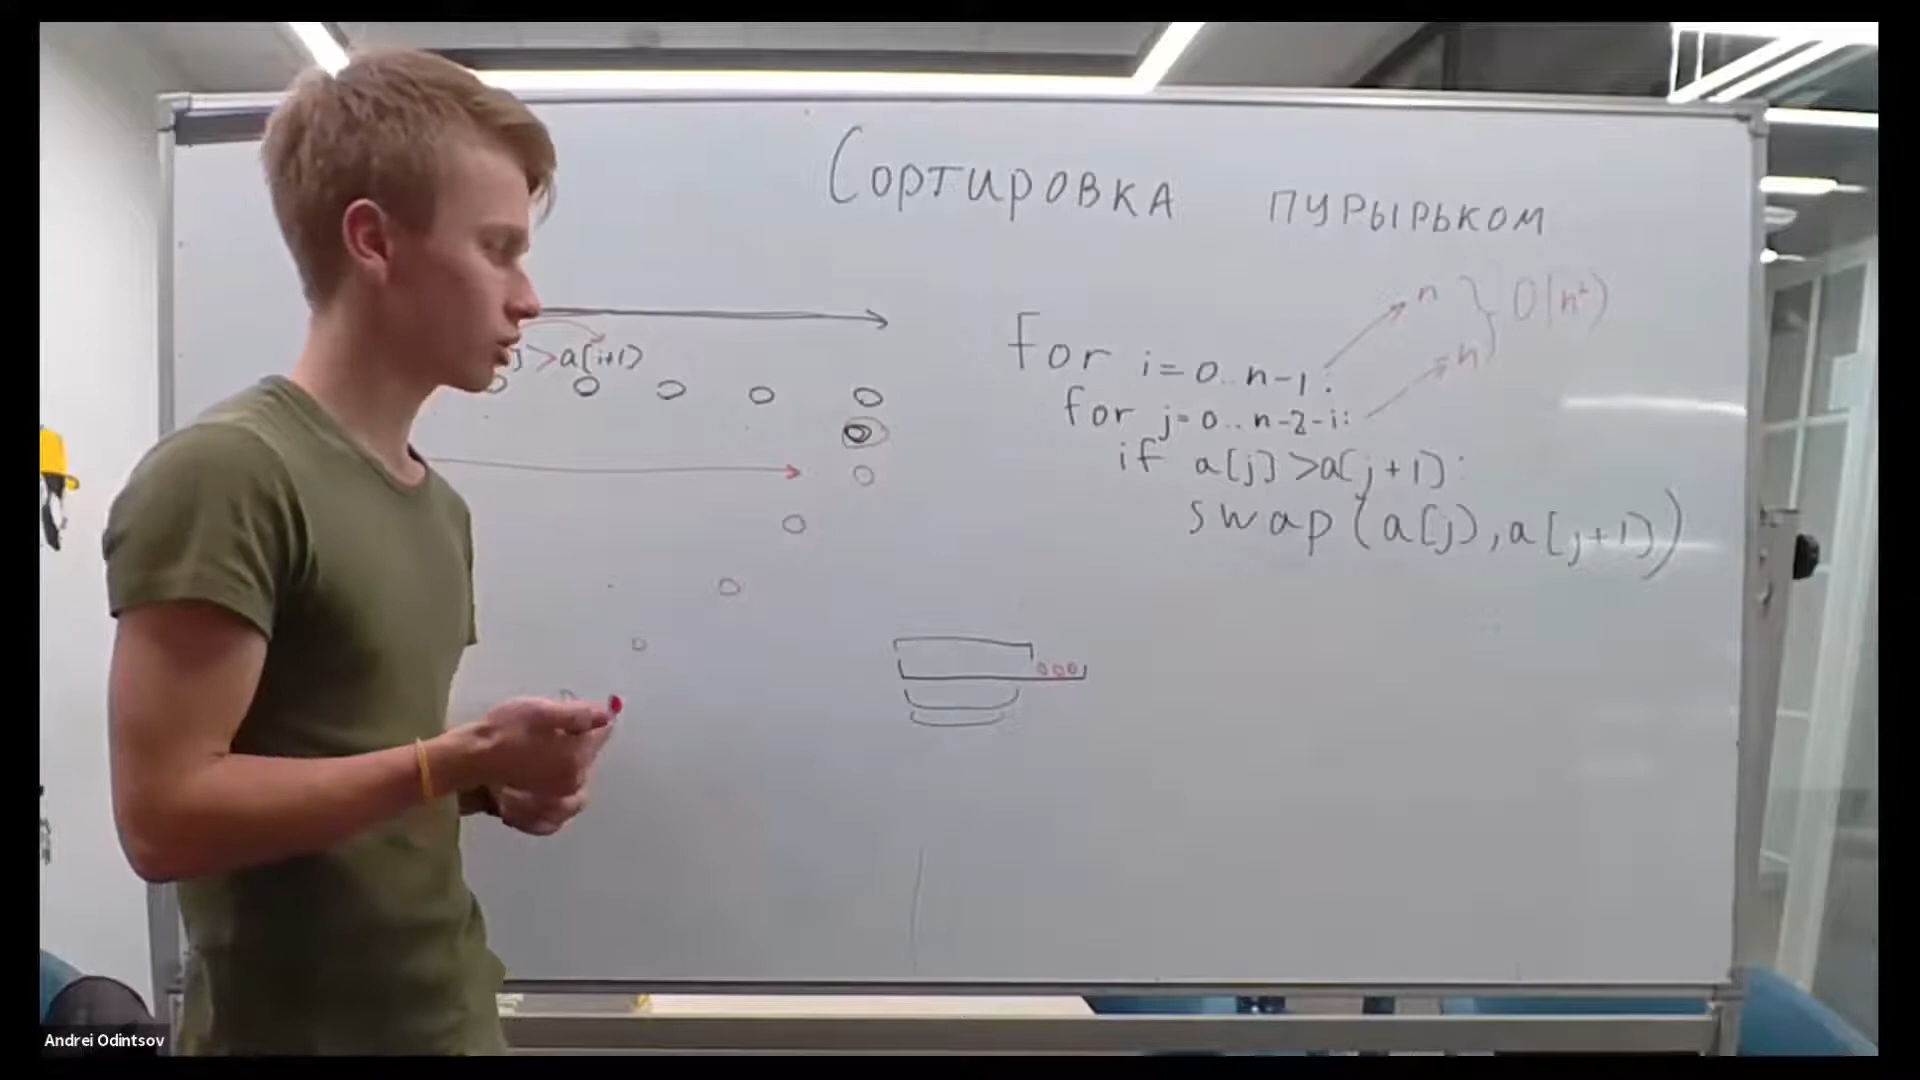 Сортировка пурырьком
] > a[i+1]
for i = 0..n-1:
for j = 0..n-2-i:
if a[j] > a[j+1]:
swap(a[j], a[j+1])
n
n
O(n²)
Andrei Odintsov